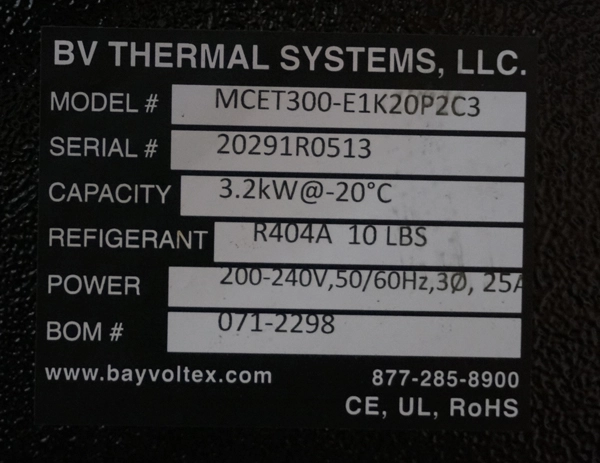 BV THERMAL SYSTEMS, LLC.
MODEL # MCET300-E1K20P2C3
SERIAL # 20291R0513
CAPACITY 3.2kW@-20°C
REFIGERANT R404A 10 LBS
POWER 200-240V,50/60Hz,3Ø, 25A
BOM # 071-2298
www.bayvoltex.com 877-285-8900
CE, UL, RoHS